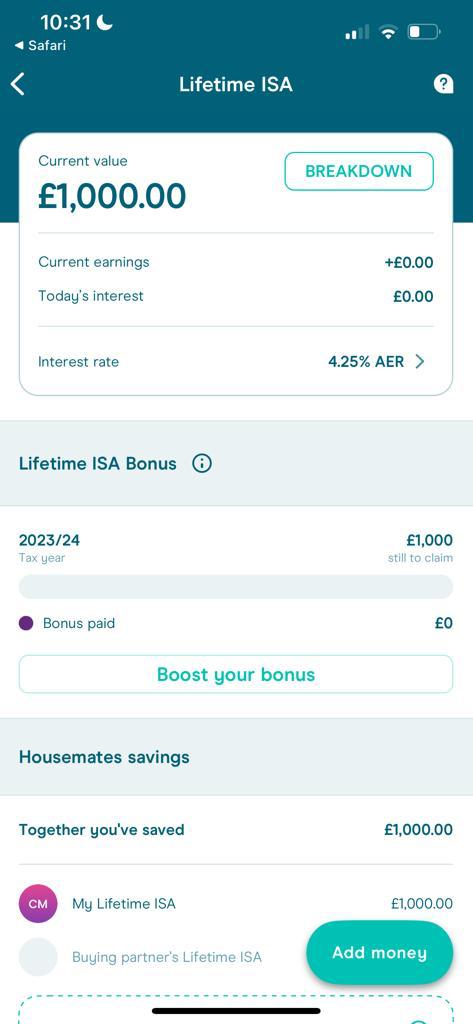 10:31
◀ Safari
Lifetime ISA
?
Current value
£1,000.00
BREAKDOWN
Current earnings
+£0.00
Today's interest
£0.00
Interest rate
4.25% AER
Lifetime ISA Bonus
2023/24
£1,000
Tax year
still to claim
Bonus paid
£0
Boost your bonus
Housemates savings
Together you've saved
£1,000.00
CM
My Lifetime ISA
£1,000.00
Buying partner's Lifetime ISA
Add money